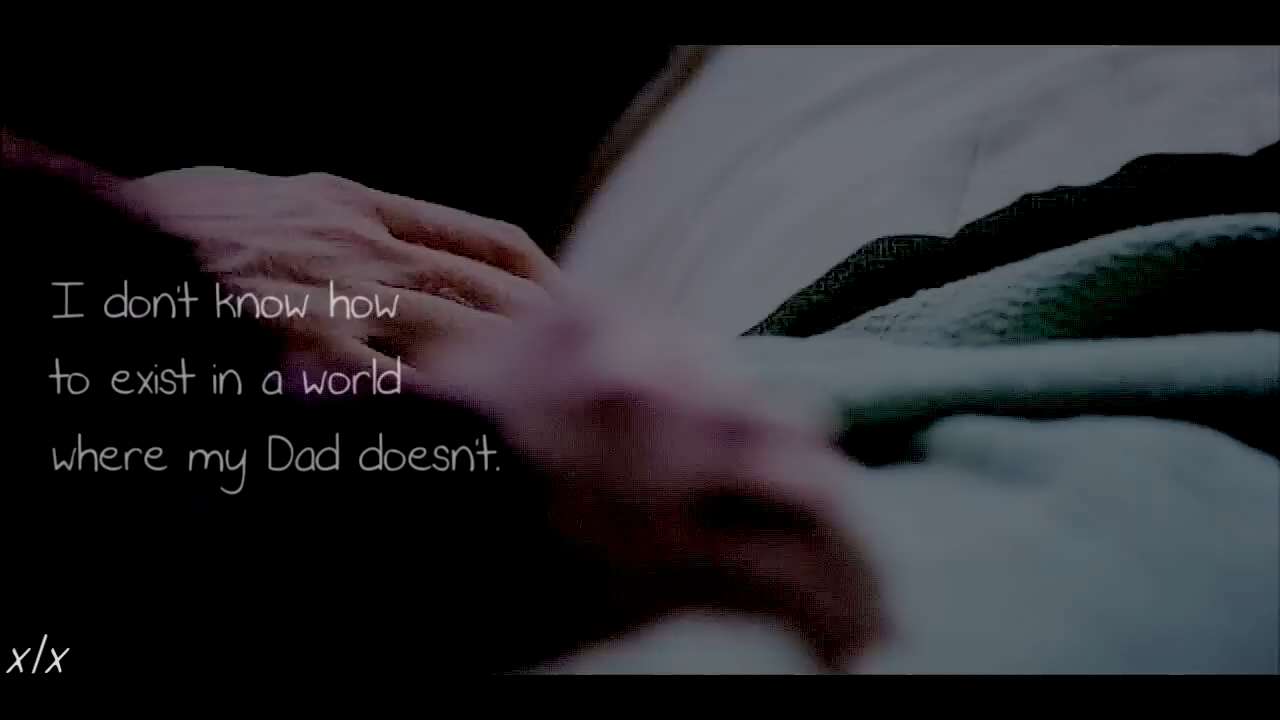 I don't know how
to exist in a world
where my Dad doesn't.
x/x